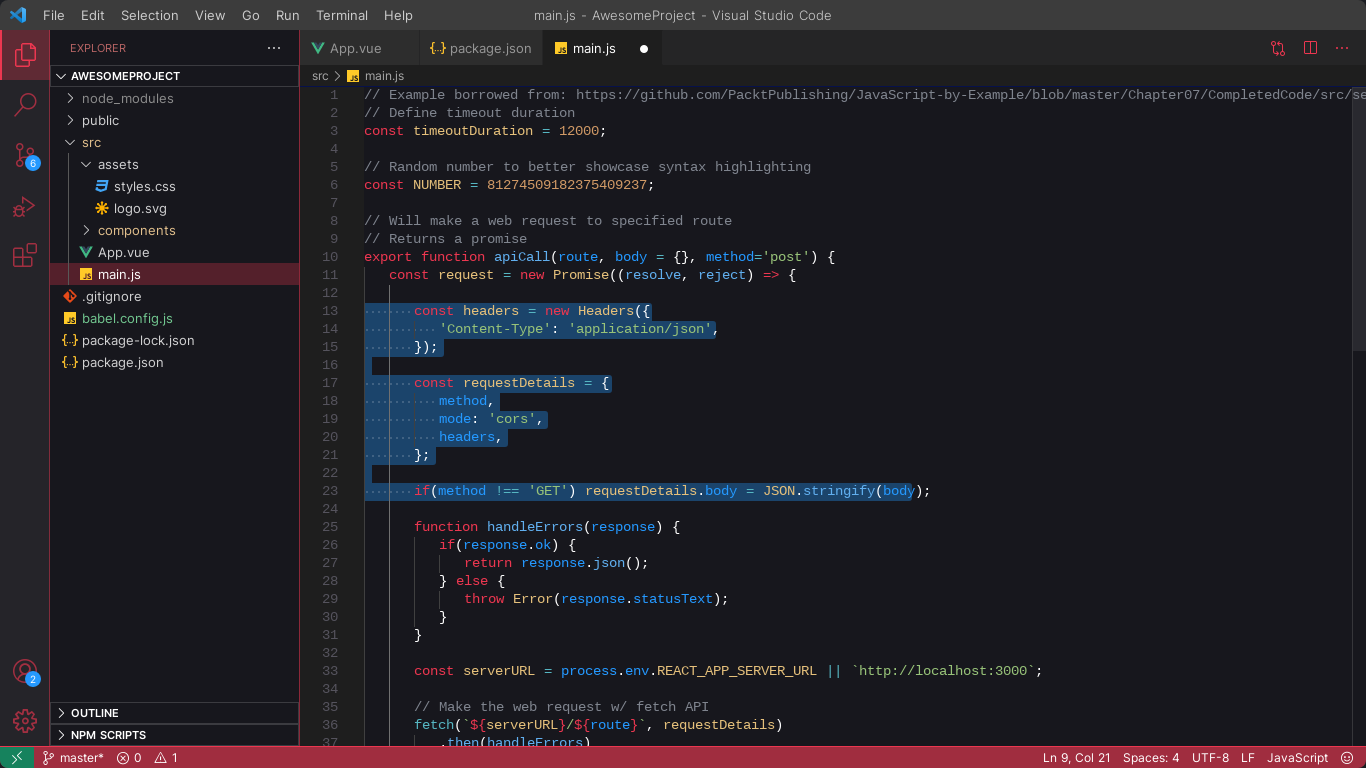 File Edit Selection View Go Run Terminal Help
main.js - AwesomeProject - Visual Studio Code
EXPLORER
AWESOMEPROJECT
node_modules
public
src
assets
styles.css
logo.svg
components
App.vue
main.js
.gitignore
babel.config.js
package-lock.json
package.json
OUTLINE
NPM SCRIPTS
6
2
App.vue
{..} package.json
JS main.js
src > JS main.js
1 // Example borrowed from: https://github.com/PacktPublishing/JavaScript-by-Example/blob/master/Chapter07/CompletedCode/src/se
2 // Define timeout duration
3 const timeoutDuration = 12000;
4
5 // Random number to better showcase syntax highlighting
6 const NUMBER = 81274509182375409237;
7
8 // Will make a web request to specified route
9 // Returns a promise
10 export function apiCall(route, body = {}, method='post') {
11 const request = new Promise((resolve, reject) => {
12
13 const headers = new Headers({
14 'Content-Type': 'application/json',
15 });
16
17 const requestDetails = {
18 method,
19 mode: 'cors',
20 headers,
21 };
22
23 if(method !== 'GET') requestDetails.body = JSON.stringify(body);
24
25 function handleErrors(response) {
26 if(response.ok) {
27 return response.json();
28 } else {
29 throw Error(response.statusText);
30 }
31 }
32
33 const serverURL = process.env.REACT_APP_SERVER_URL || `http://localhost:3000`;
34
35 // Make the web request w/ fetch API
36 fetch(`${serverURL}/${route}`, requestDetails)
37 .then(handleErrors)
master* 0 1
Ln 9, Col 21 Spaces: 4 UTF-8 LF JavaScript